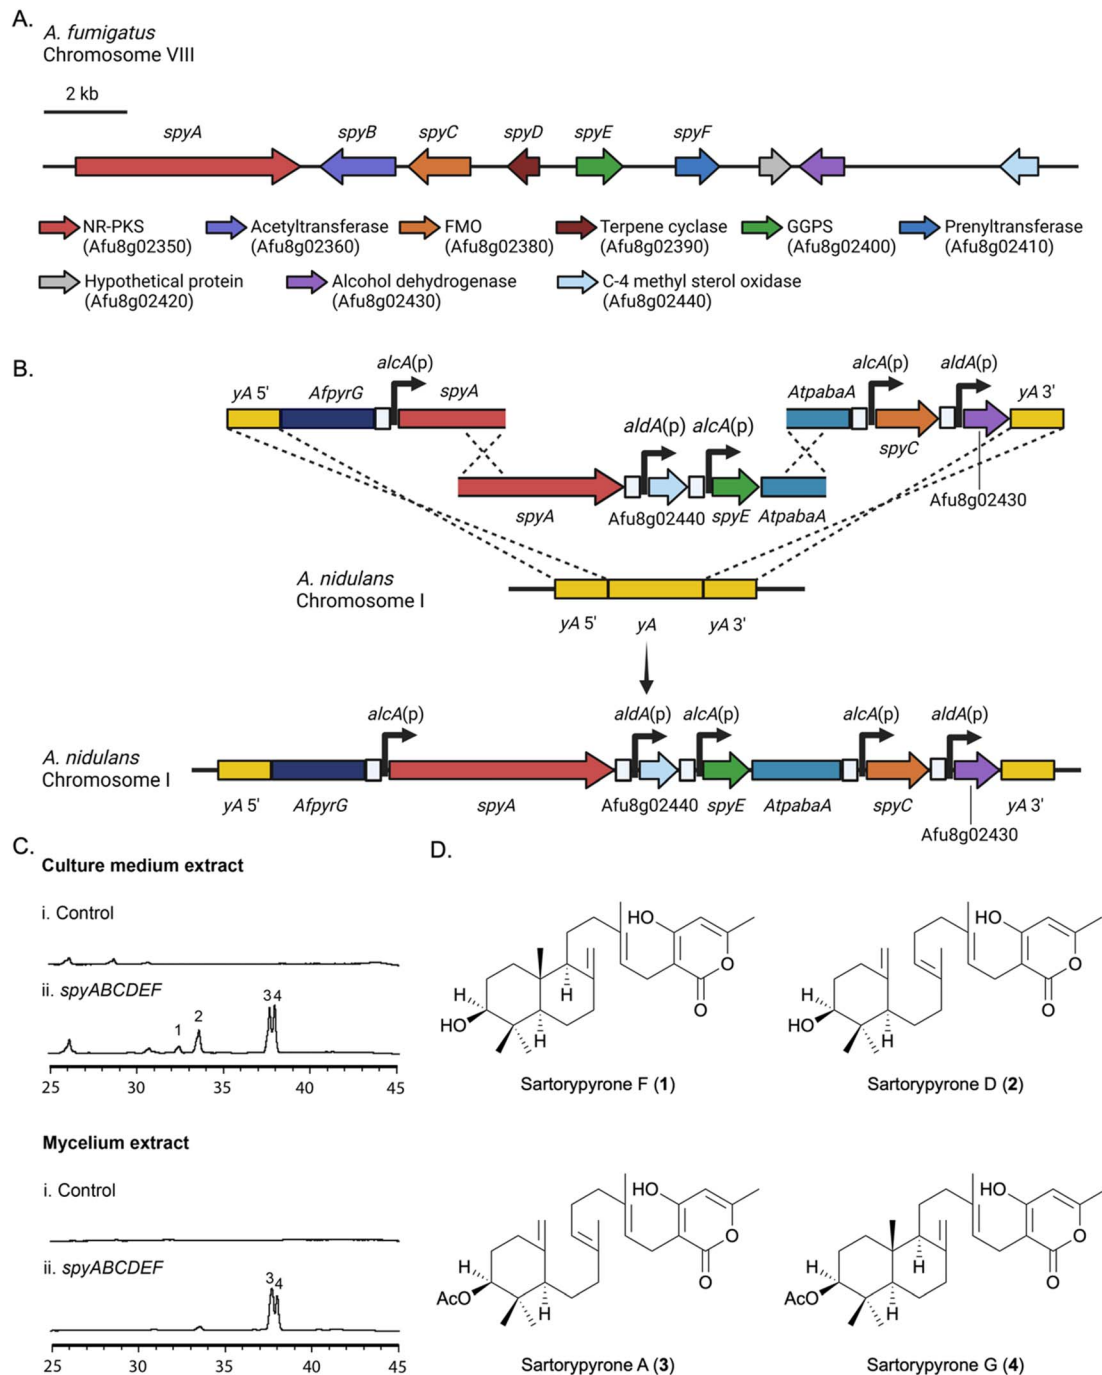 A.
A. fumigatus
Chromosome VIII
2 kb
spyA spyB spyC spyD spyE spyF
NR-PKS Acetyltransferase FMO Terpene cyclase GGPS Prenyltransferase
(Afu8g02350) (Afu8g02360) (Afu8g02380) (Afu8g02390) (Afu8g02400) (Afu8g02410)
Hypothetical protein Alcohol dehydrogenase C-4 methyl sterol oxidase
(Afu8g02420) (Afu8g02430) (Afu8g02440)
B.
alcA(p) alcA(p) aldA(p)
yA 5' AfpyrG spyA AtpabaA yA 3'
aldA(p) alcA(p)
spyC
Afu8g02430
spyA Afu8g02440 spyE AtpabaA
A. nidulans
Chromosome I
yA 5' yA yA 3'
alcA(p) aldA(p) alcA(p) alcA(p) aldA(p)
A. nidulans
Chromosome I
yA 5' AfpyrG spyA Afu8g02440 spyE AtpabaA spyC yA 3'
Afu8g02430
C.
Culture medium extract
i. Control
ii. spyABCDEF
1 2 3 4
25 30 35 40 45
Mycelium extract
i. Control
ii. spyABCDEF
3 4
25 30 35 40 45
D.
HO O O H H HO
Sartorypyrone F (1)
HO O O H H HO
Sartorypyrone D (2)
HO O O H H AcO
Sartorypyrone A (3)
HO O O H H AcO
Sartorypyrone G (4)